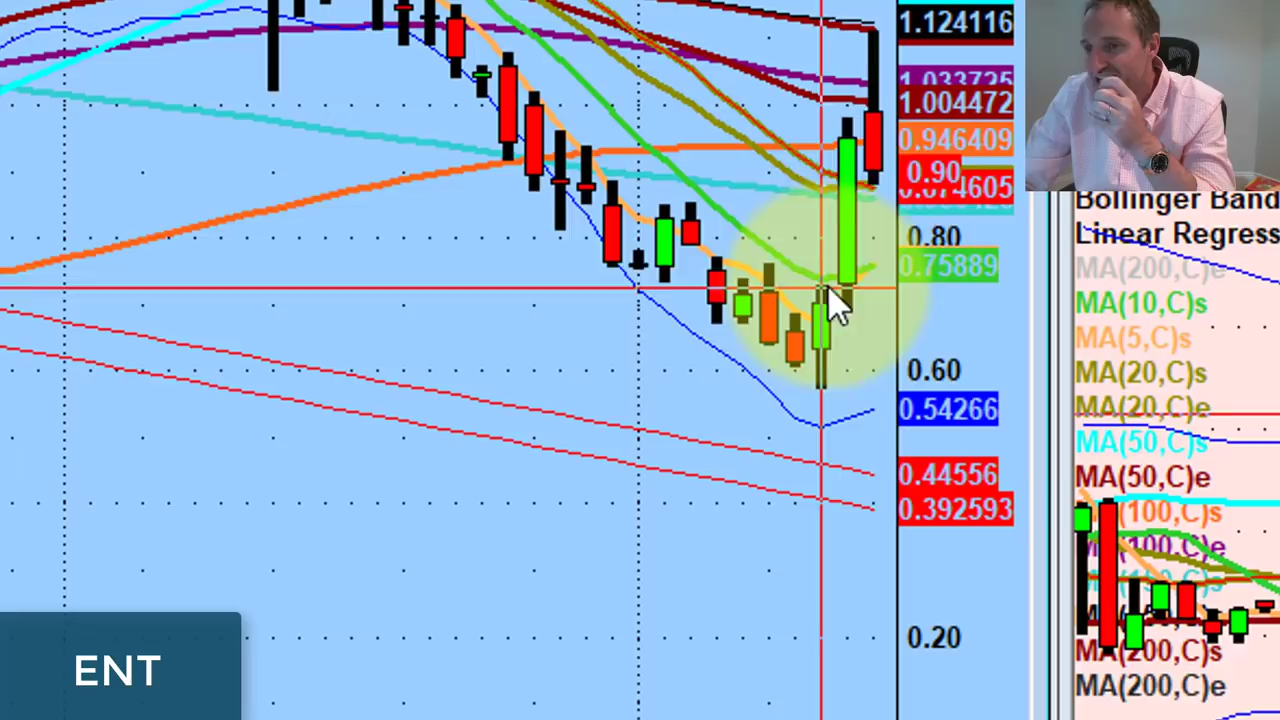 1.124116
1.033725
1.004472
0.946409
0.90
0.80
0.75889
0.60
0.54266
0.44556
0.392593
0.20
Bollinger Band
Linear Regress
MA(200,C)e
MA(10,C)s
MA(5,C)s
MA(20,C)s
MA(20,C)e
MA(50,C)s
MA(50,C)e
(100,C)s
(100,C)e
MA(200,C)s
MA(200,C)e
ENT